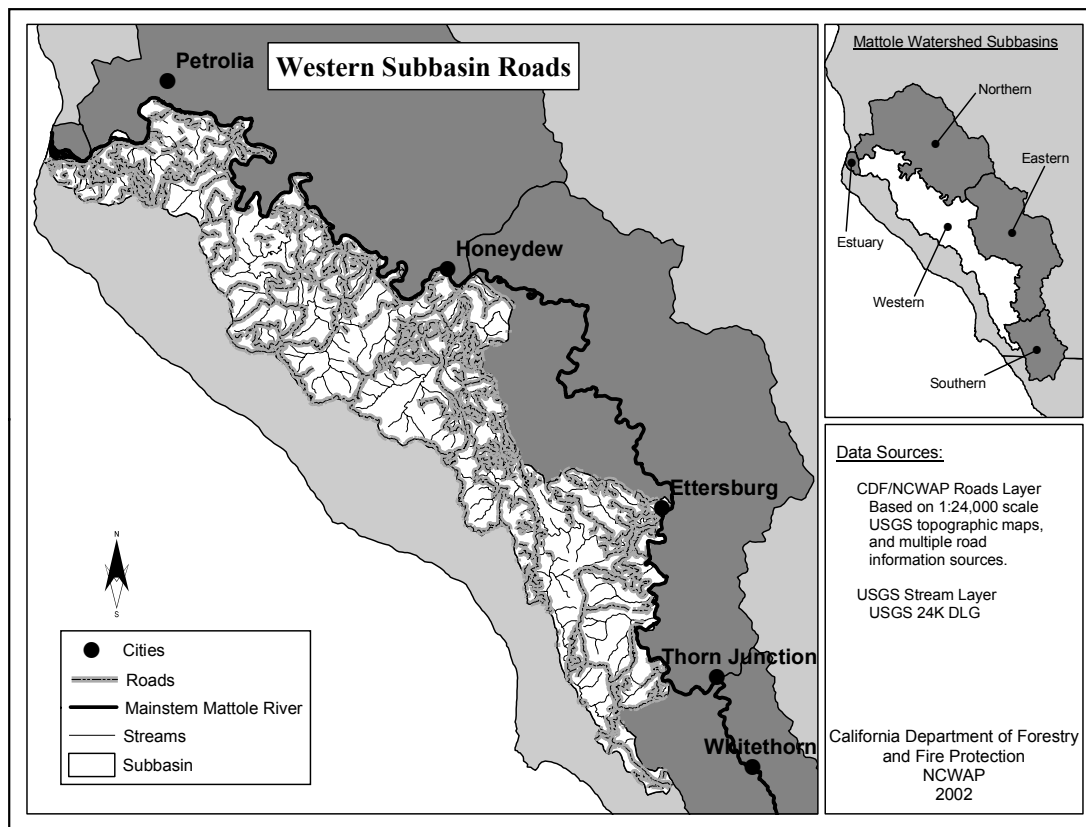 Western Subbasin Roads
Petrolia
Honeydew
Ettersburg
Thorn Junction
Whitethorn
N
S
Cities
Roads
Mainstem Mattole River
Streams
Subbasin
Mattole Watershed Subbasins
Northern
Eastern
Estuary
Western
Southern
Data Sources:
CDF/NCWAP Roads Layer
Based on 1:24,000 scale
USGS topographic maps,
and multiple road
information sources.
USGS Stream Layer
USGS 24K DLG
California Department of Forestry
and Fire Protection
NCWAP
2002